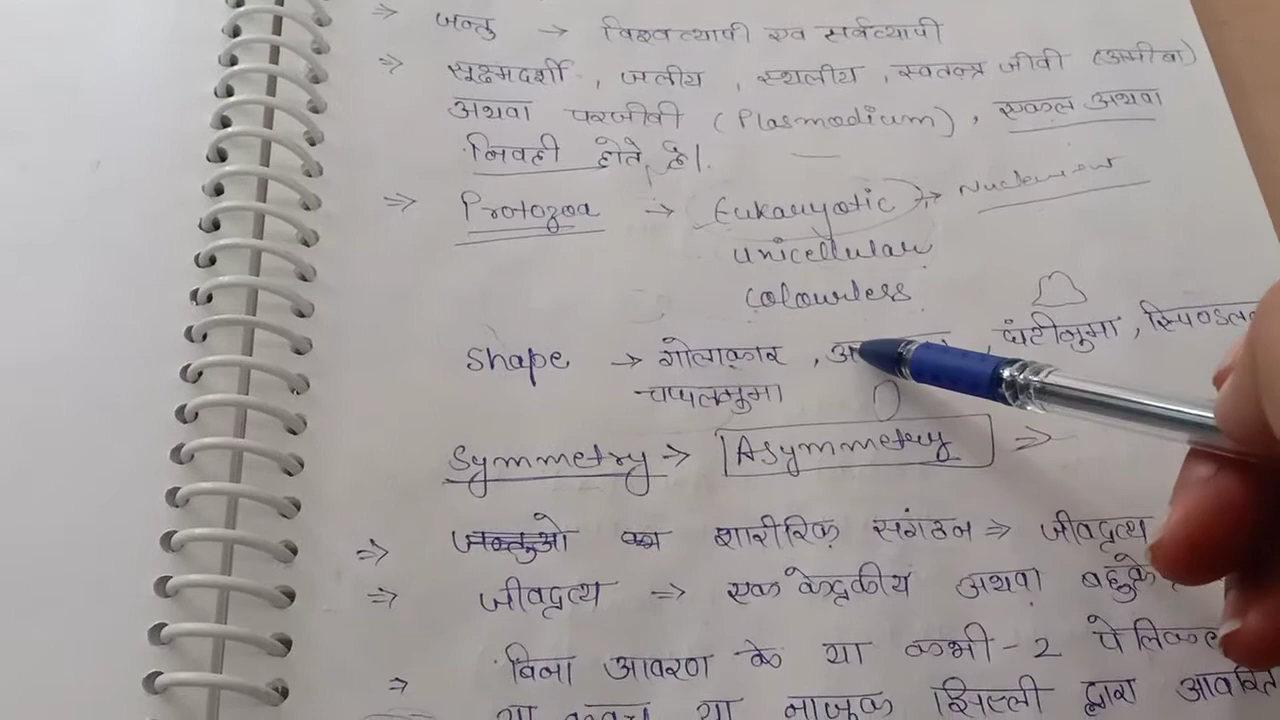 ⇒ जन्तु → विश्वव्यापी एव सर्वव्यापी
⇒ सूक्ष्मदर्शी , जलीय , स्थलीय , स्वतन्त्र जीवी (अमीबा)
अथवा परजीवी (Plasmodium), एकल अथवा
निवही होते है।
⇒ Protozoa → Eukaryotic →
unicellular
colourless
Shape → गोलाकार , घंटीनुमा ,
चप्पलनुमा
Symmetry → Asymmetry ⇒
⇒ जन्तुओ का शारीरिक संगठन ⇒ जीवद्रव्य
⇒ जीवद्रव्य ⇒ एक केन्द्रकीय अथवा
बिना आवरण के या कभी-2
⇒ या कवच या नाजुक झिल्ली द्वारा आवरित